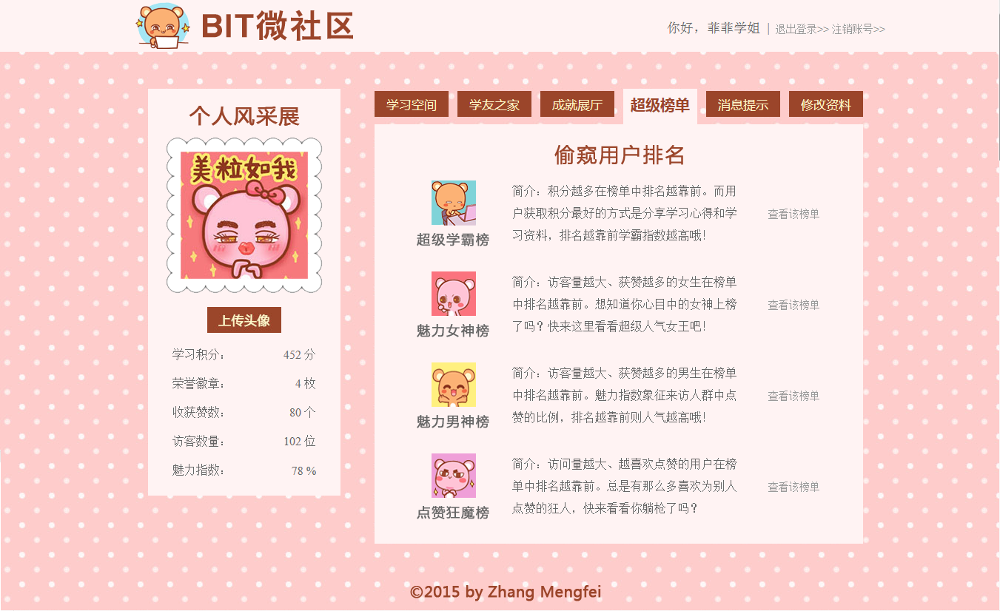 BIT微社区
你好，菲菲学姐 | 退出登录>> 注销账号>>
个人风采展
美粒如我
上传头像
学习积分： 452 分
荣誉徽章： 4 枚
收获赞数： 80 个
访客数量： 102 位
魅力指数： 78 %
学习空间 学友之家 成就展厅 超级榜单 消息提示 修改资料
偷窥用户排名
超级学霸榜
简介：积分越多在榜单中排名越靠前。而用
户获取积分最好的方式是分享学习心得和学
习资料，排名越靠前学霸指数越高哦！
查看该榜单
魅力女神榜
简介：访客量越大、获赞越多的女生在榜单
中排名越靠前。想知道你心目中的女神上榜
了吗？快来这里看看超级人气女王吧！
查看该榜单
魅力男神榜
简介：访客量越大、获赞越多的男生在榜单
中排名越靠前。魅力指数象征来访人群中点
赞的比例，排名越靠前则人气越高哦！
查看该榜单
点赞狂魔榜
简介：访问量越大、越喜欢点赞的用户在榜
单中排名越靠前。总是有那么多喜欢为别人
点赞的狂人，快来看看你躺枪了吗？
查看该榜单
©2015 by Zhang Mengfei